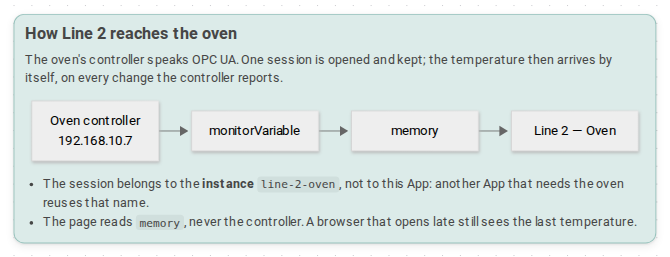 How Line 2 reaches the oven
The oven's controller speaks OPC UA. One session is opened and kept; the temperature then arrives by
itself, on every change the controller reports.
Oven controller
192.168.10.7
monitorVariable
memory
Line 2 — Oven
• The session belongs to the instance line-2-oven, not to this App: another App that needs the oven
reuses that name.
• The page reads memory, never the controller. A browser that opens late still sees the last temperature.